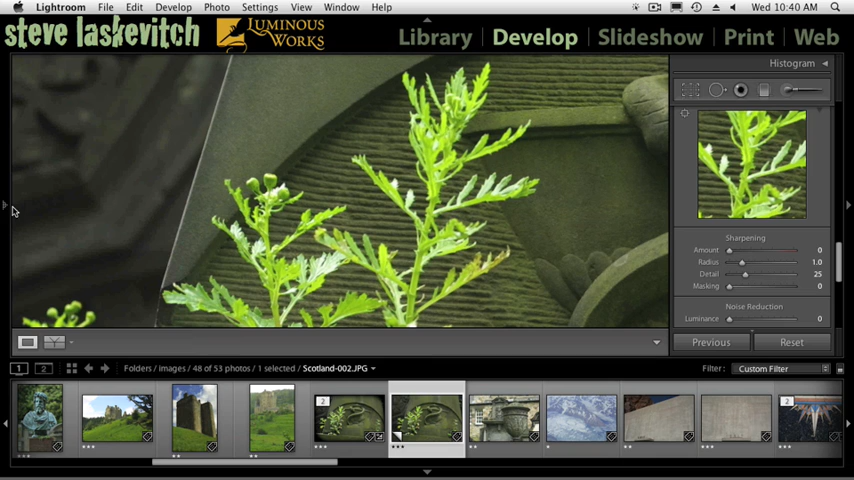 Lightroom File Edit Develop Photo Settings View Window Help Wed 10:40 AM
steve laskevitch LUMINOUS WORKS Library | Develop | Slideshow | Print | Web
Histogram
Sharpening
Amount 0
Radius 1.0
Detail 25
Masking 0
Noise Reduction
Luminance 0
Previous Reset
1 2 Folders / images / 48 of 53 photos / 1 selected / Scotland-002.JPG Filter: Custom Filter
2 2